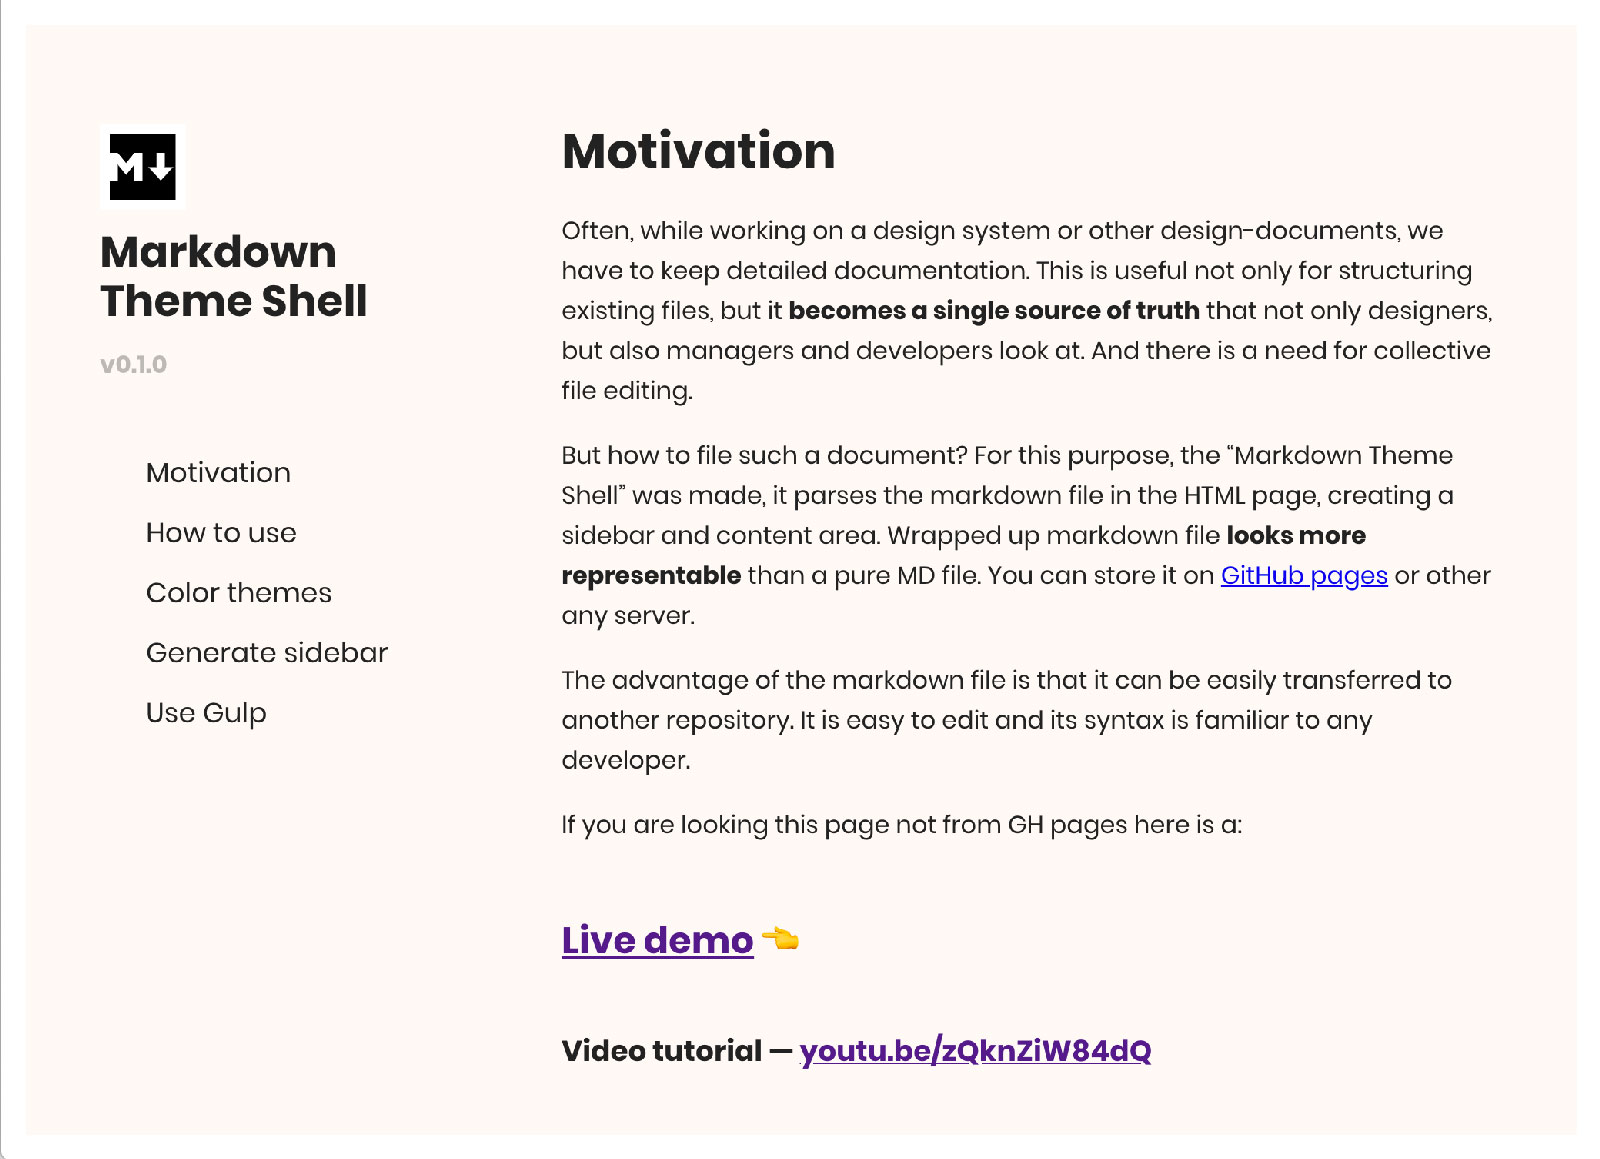 M
Markdown
Theme Shell
v0.1.0
Motivation
How to use
Color themes
Generate sidebar
Use Gulp
Motivation
Often, while working on a design system or other design-documents, we
have to keep detailed documentation. This is useful not only for structuring
existing files, but it becomes a single source of truth that not only designers,
but also managers and developers look at. And there is a need for collective
file editing.
But how to file such a document? For this purpose, the “Markdown Theme
Shell” was made, it parses the markdown file in the HTML page, creating a
sidebar and content area. Wrapped up markdown file looks more
representable than a pure MD file. You can store it on GitHub pages or other
any server.
The advantage of the markdown file is that it can be easily transferred to
another repository. It is easy to edit and its syntax is familiar to any
developer.
If you are looking this page not from GH pages here is a:
Live demo 👈
Video tutorial — youtu.be/zQknZiW84dQ